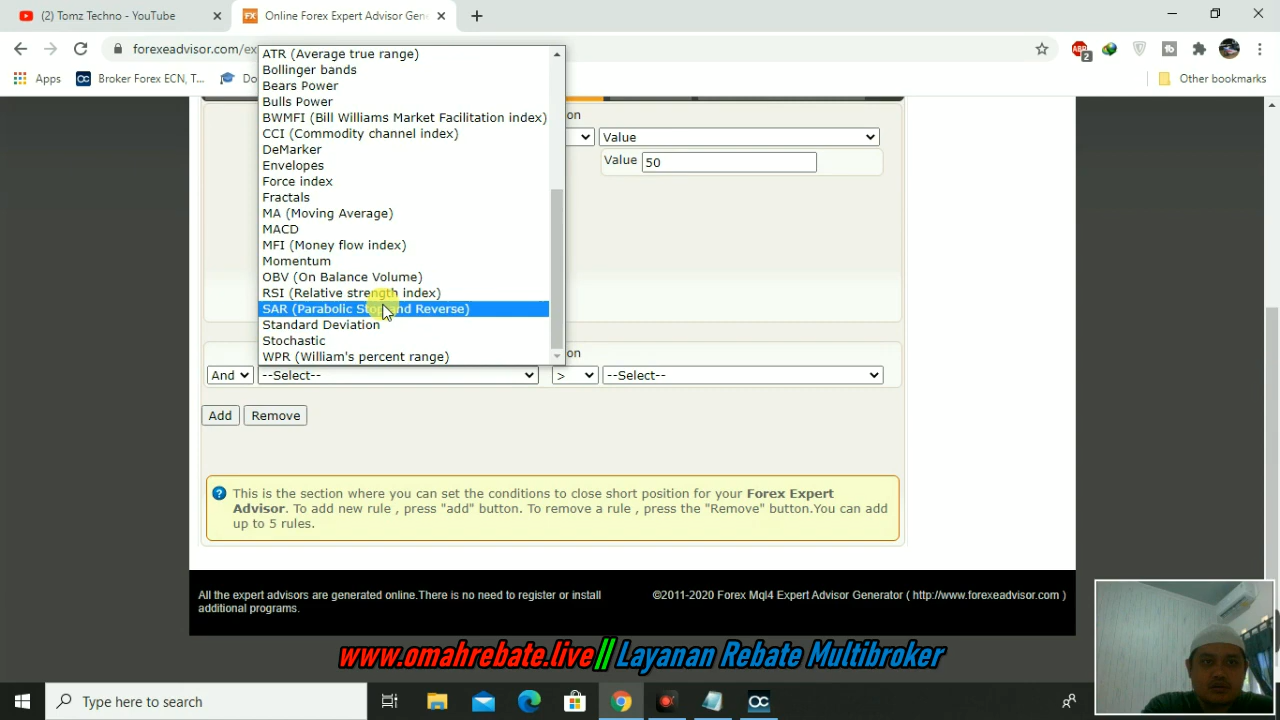 (2) Tomz Techno - YouTube
Online Forex Expert Advisor Gen
forexeadvisor.com/ex
ABP
2
Apps
Broker Forex ECN, T...
Do
Other bookmarks
ATR (Average true range)
Bollinger bands
Bears Power
Bulls Power
BWMFI (Bill Williams Market Facilitation index)
CCI (Commodity channel index)
DeMarker
Envelopes
Force index
Fractals
MA (Moving Average)
MACD
MFI (Money flow index)
Momentum
OBV (On Balance Volume)
RSI (Relative strength index)
SAR (Parabolic Stop and Reverse)
Standard Deviation
Stochastic
WPR (William's percent range)
on
Value
Value 50
on
And --Select-- > --Select--
Add Remove
This is the section where you can set the conditions to close short position for your Forex Expert
Advisor. To add new rule , press "add" button. To remove a rule , press the "Remove" button.You can add
up to 5 rules.
All the expert advisors are generated online.There is no need to register or install
additional programs.
©2011-2020 Forex Mql4 Expert Advisor Generator ( http://www.forexeadvisor.com )
www.omahrebate.live|| Layanan Rebate Multibroker
Type here to search